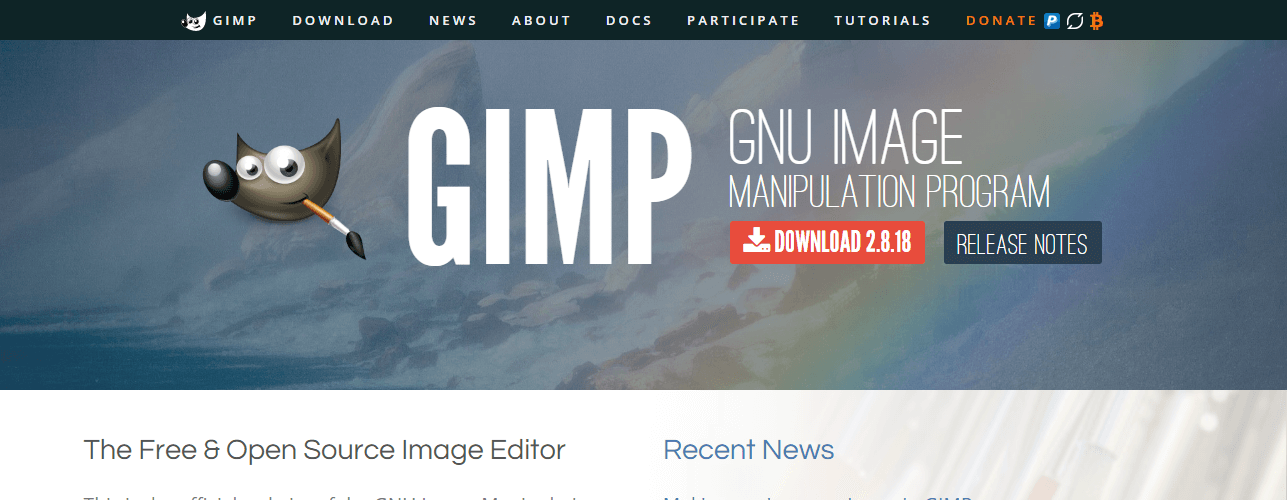 GIMP DOWNLOAD NEWS ABOUT DOCS PARTICIPATE TUTORIALS DONATE
GIMP
GNU IMAGE
MANIPULATION PROGRAM
DOWNLOAD 2.8.18 RELEASE NOTES
The Free & Open Source Image Editor
Recent News